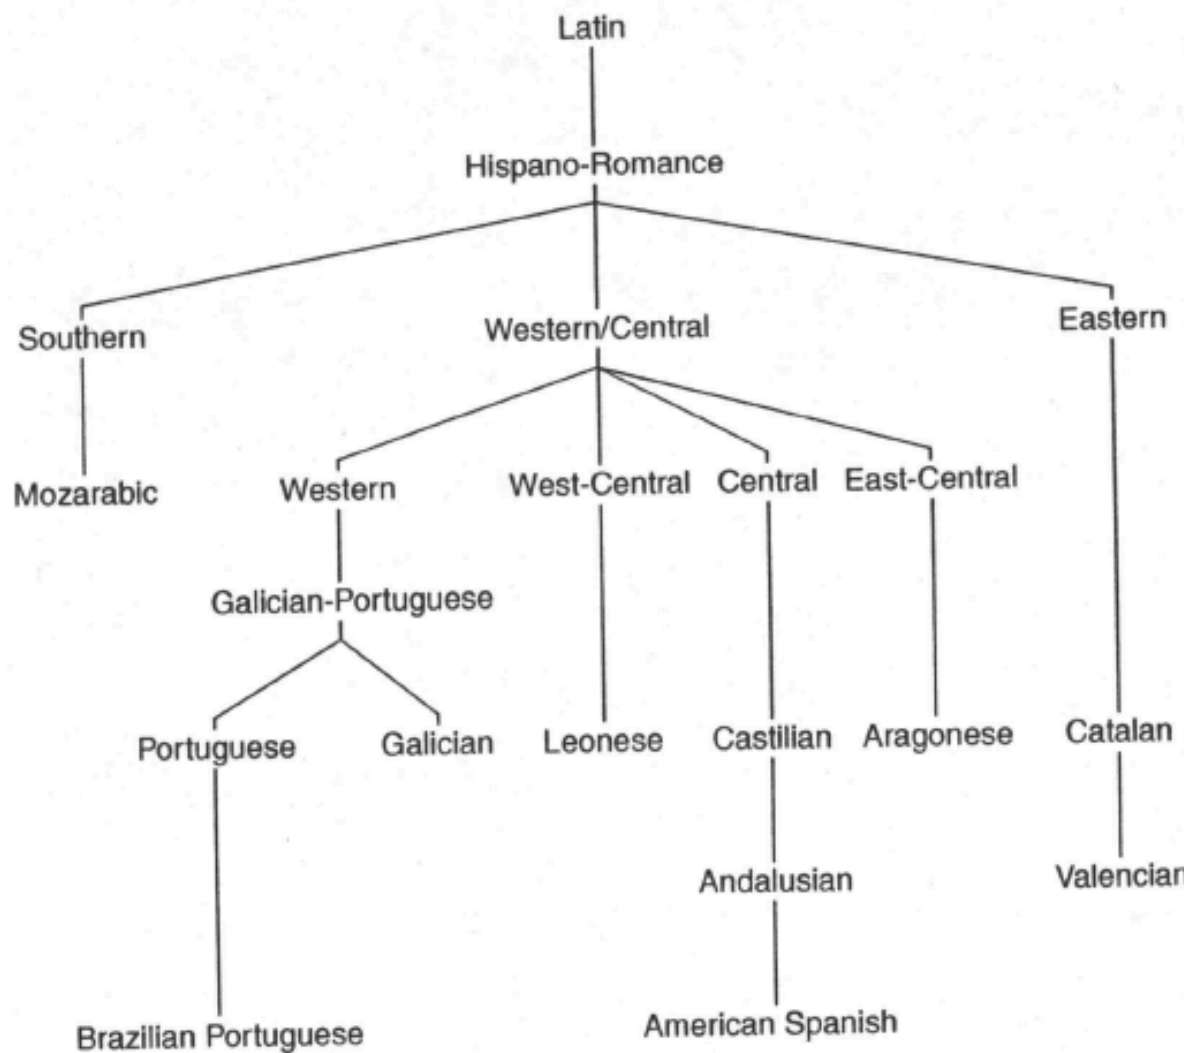 Latin
Hispano-Romance
Southern
Western/Central
Eastern
Mozarabic
Western
West-Central
Central
East-Central
Galician-Portuguese
Portuguese
Galician
Leonese
Castilian
Aragonese
Catalan
Andalusian
Valencian
Brazilian Portuguese
American Spanish